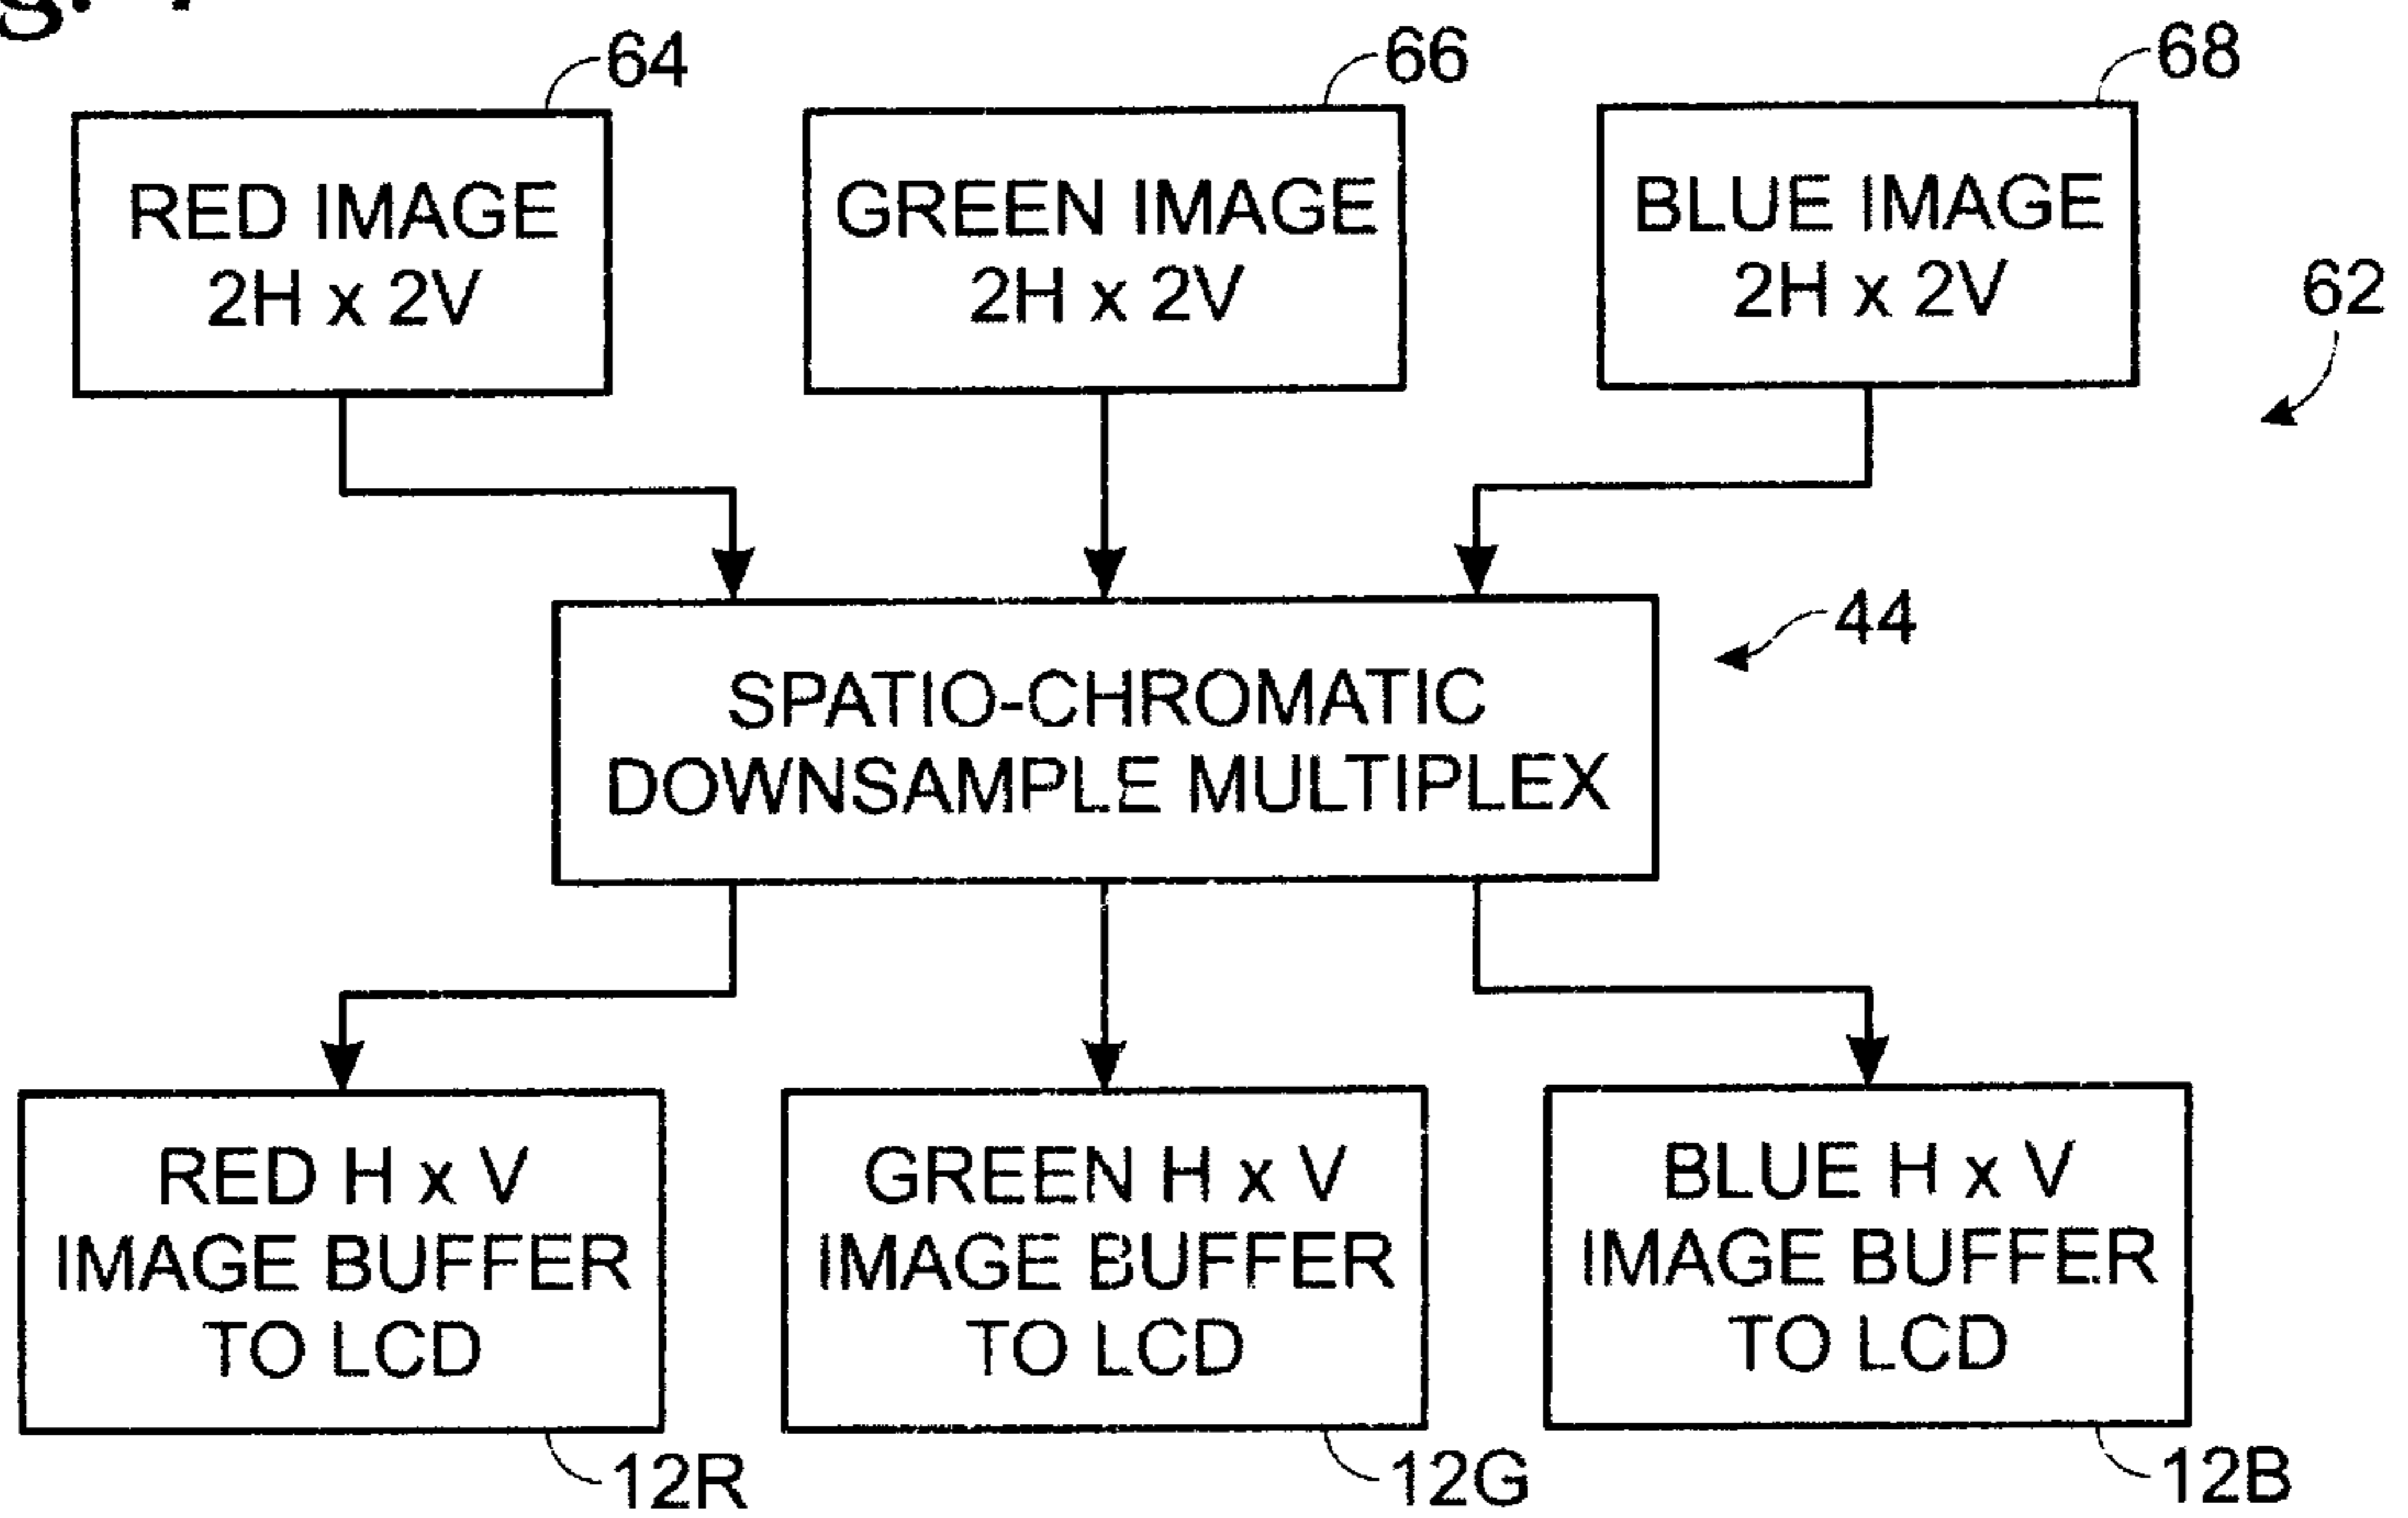 64
66
68
RED IMAGE
2H x 2V
GREEN IMAGE
2H x 2V
BLUE IMAGE
2H x 2V
62
44
SPATIO-CHROMATIC
DOWNSAMPLE MULTIPLEX
RED H x V
IMAGE BUFFER
TO LCD
GREEN H x V
IMAGE BUFFER
TO LCD
BLUE H x V
IMAGE BUFFER
TO LCD
12R
12G
12B